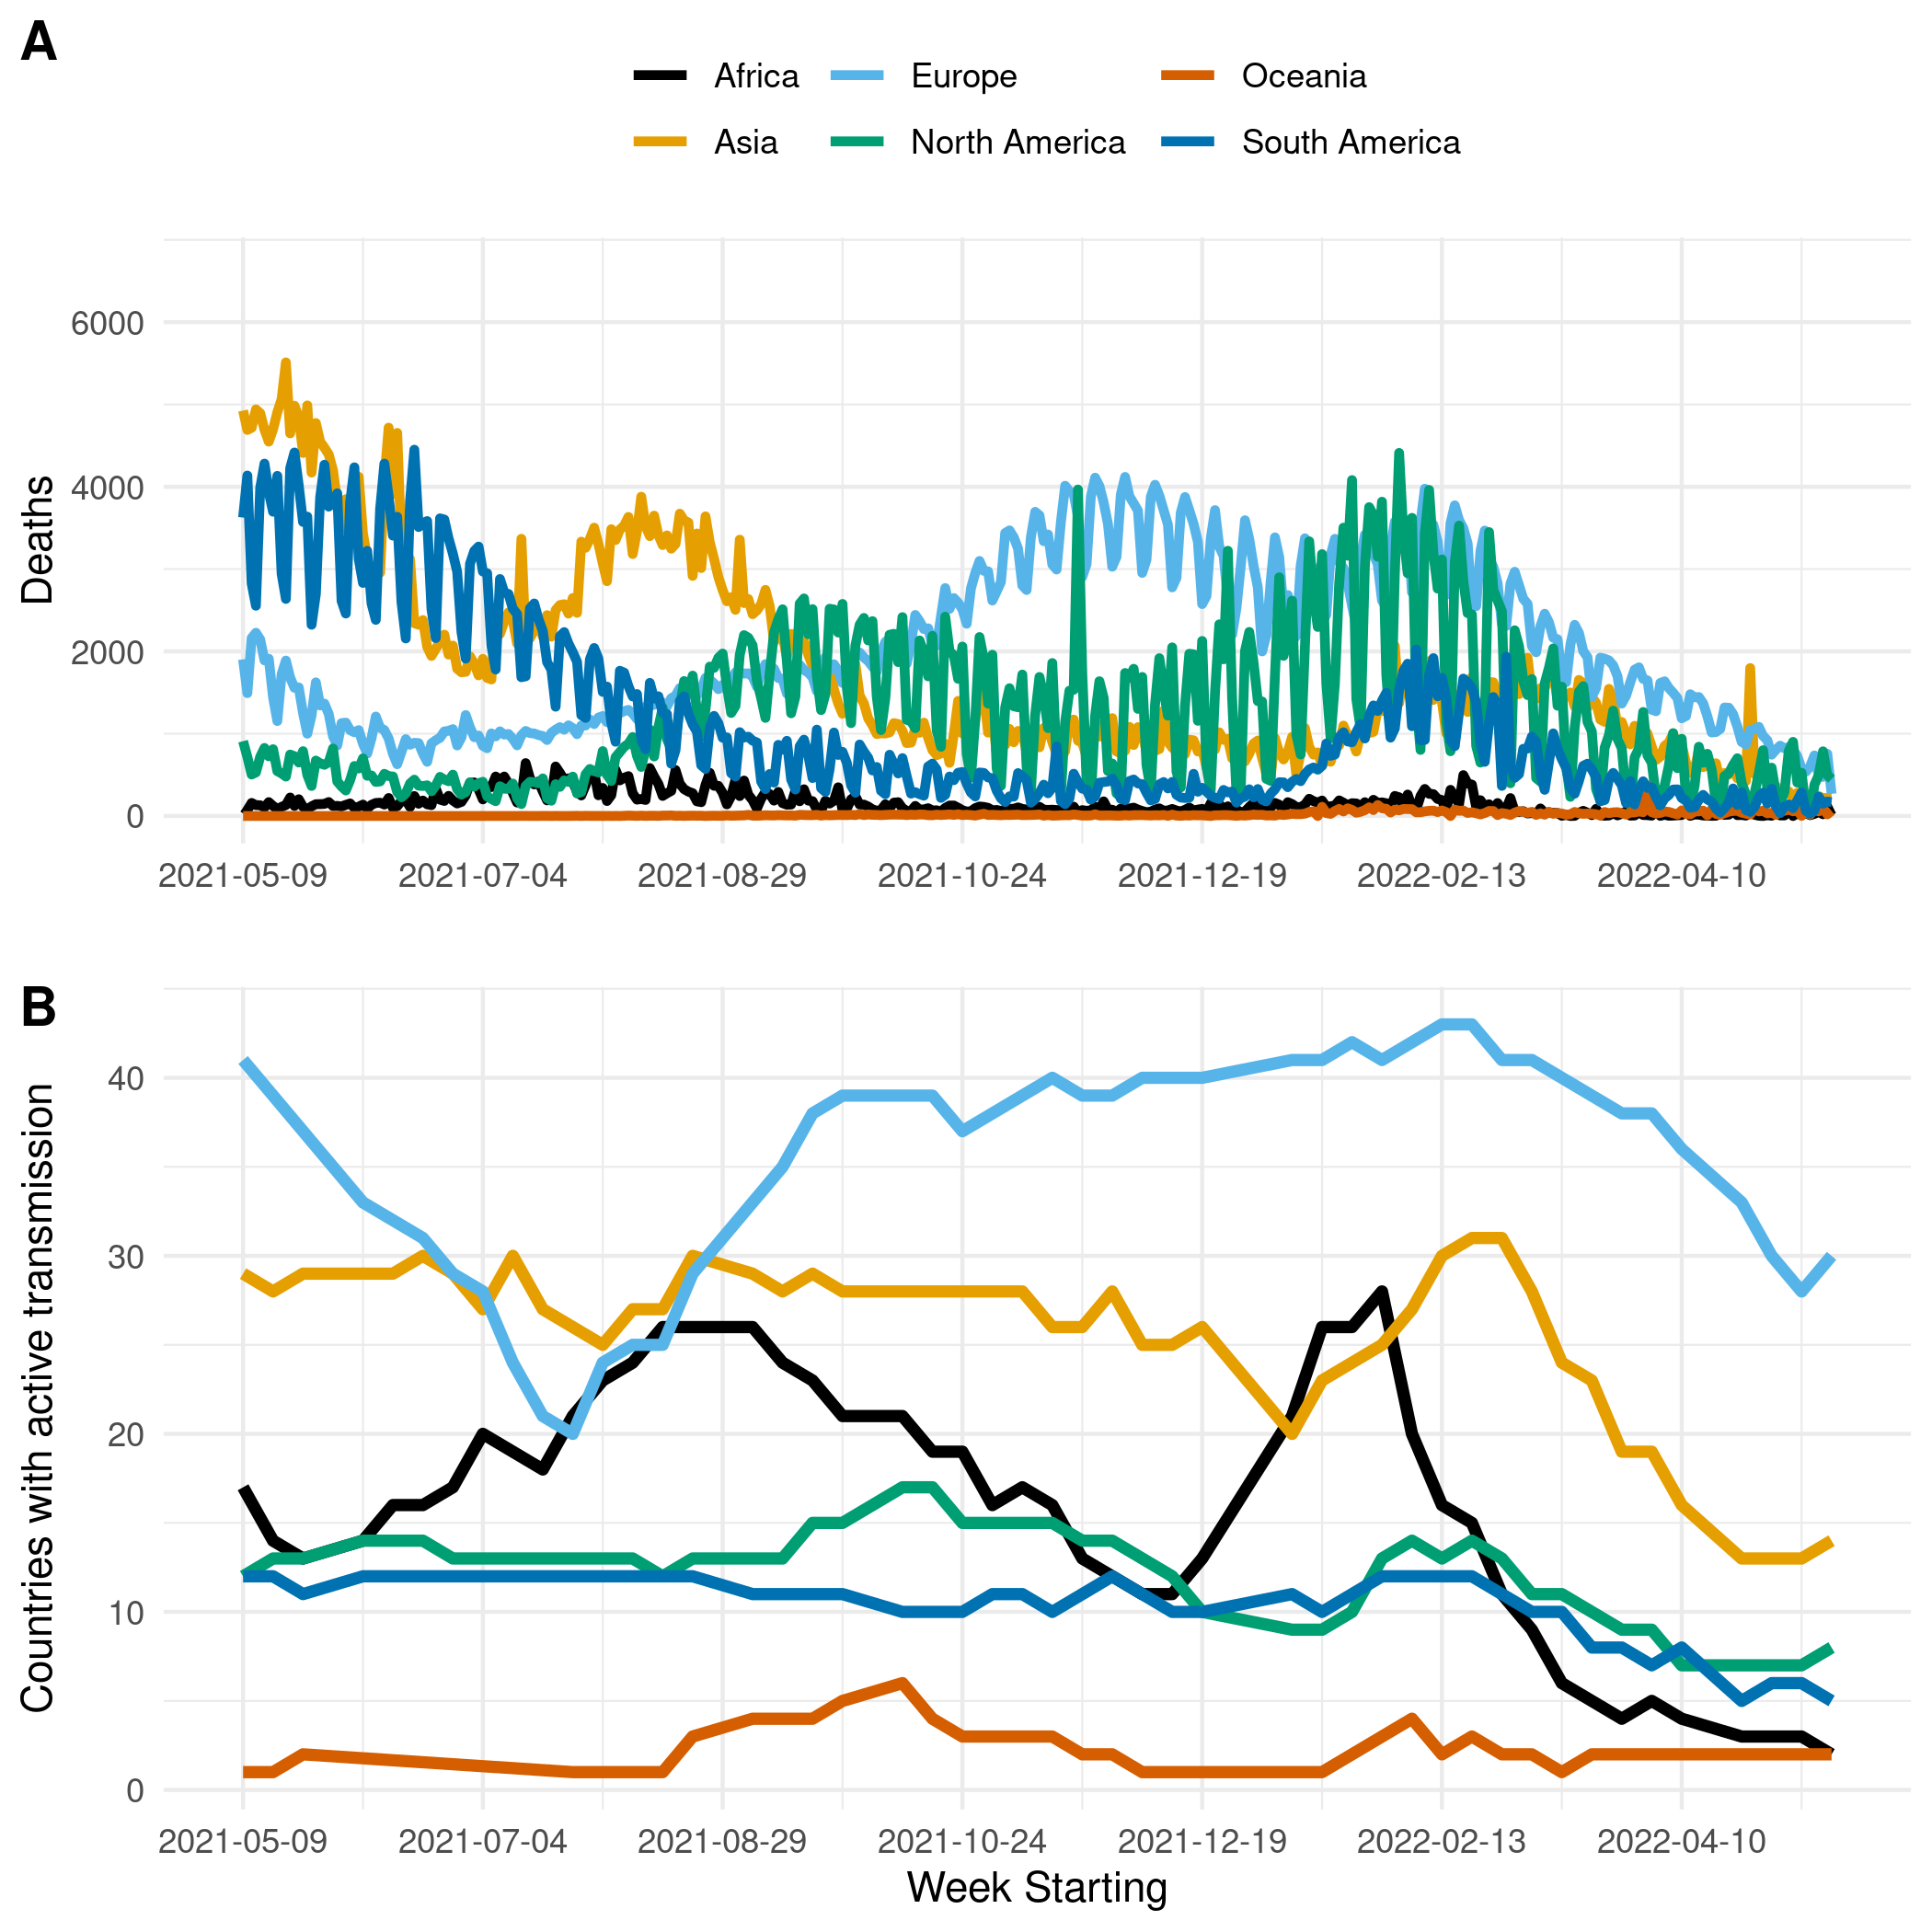 A
Africa
Europe
Oceania
Asia
North America
South America
Deaths
6000
4000
2000
0
2021-05-09
2021-07-04
2021-08-29
2021-10-24
2021-12-19
2022-02-13
2022-04-10
B
Countries with active transmission
40
30
20
10
0
2021-05-09
2021-07-04
2021-08-29
2021-10-24
2021-12-19
2022-02-13
2022-04-10
Week Starting